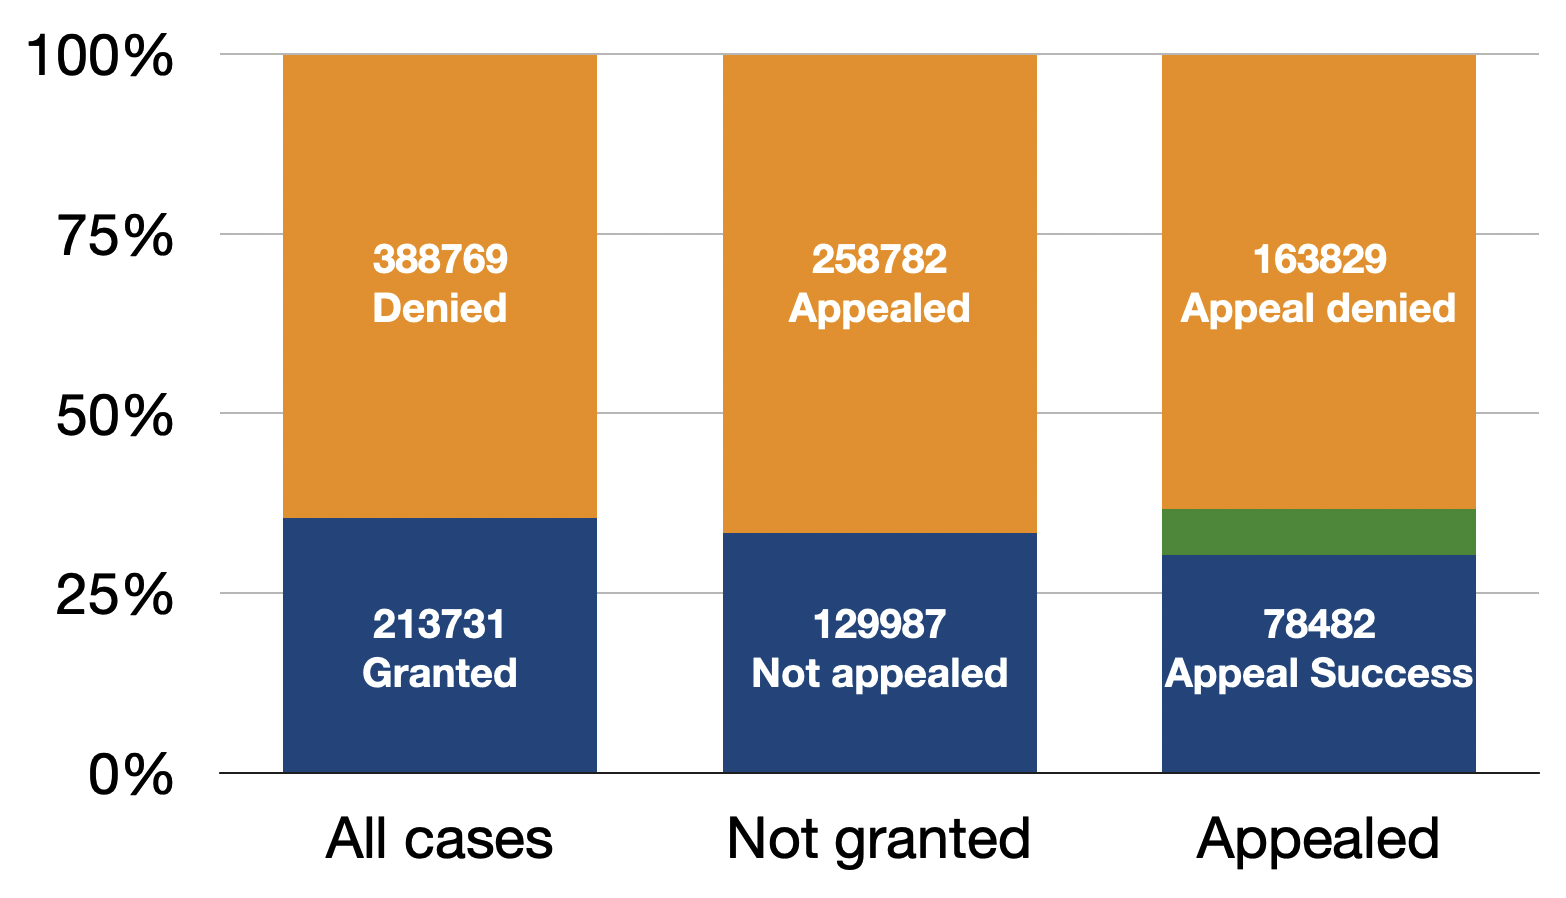 100%
75%
50%
25%
0%
388769
Denied
213731
Granted
258782
Appealed
129987
Not appealed
163829
Appeal denied
78482
Appeal Success
All cases
Not granted
Appealed